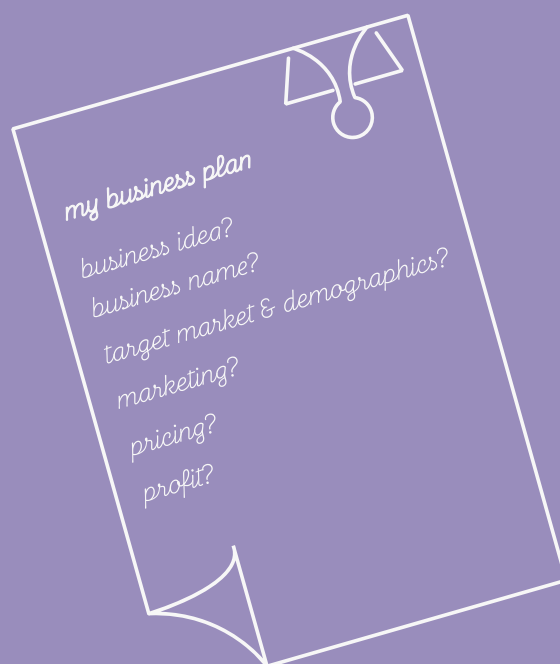 my business plan
business idea?
business name?
target market & demographics?
marketing?
pricing?
profit?